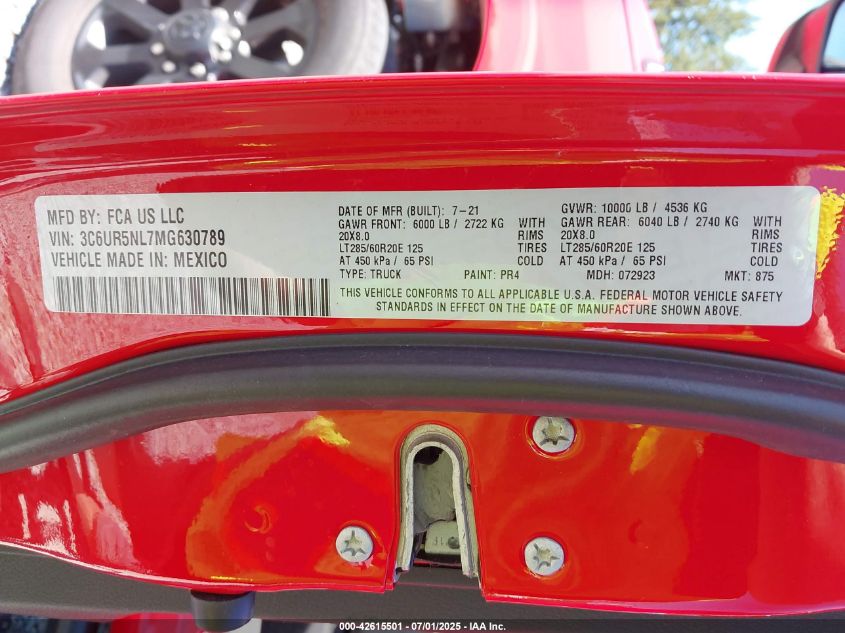 MFD BY: FCA US LLC
VIN: 3C6UR5NL7MG630789
VEHICLE MADE IN: MEXICO
DATE OF MFR (BUILT): 7-21
GAWR FRONT: 6000 LB / 2722 KG WITH
20X8.0 RIMS
LT285/60R20E 125 TIRES
AT 450 kPa / 65 PSI COLD
TYPE: TRUCK PAINT: PR4
GVWR: 10000 LB / 4536 KG
GAWR REAR: 6040 LB / 2740 KG WITH
20X8.0 RIMS
LT285/60R20E 125 TIRES
AT 450 kPa / 65 PSI COLD
MDH: 072923 MKT: 875
THIS VEHICLE CONFORMS TO ALL APPLICABLE U.S.A. FEDERAL MOTOR VEHICLE SAFETY
STANDARDS IN EFFECT ON THE DATE OF MANUFACTURE SHOWN ABOVE.
000-42615501 - 07/01/2025 - IAA Inc.